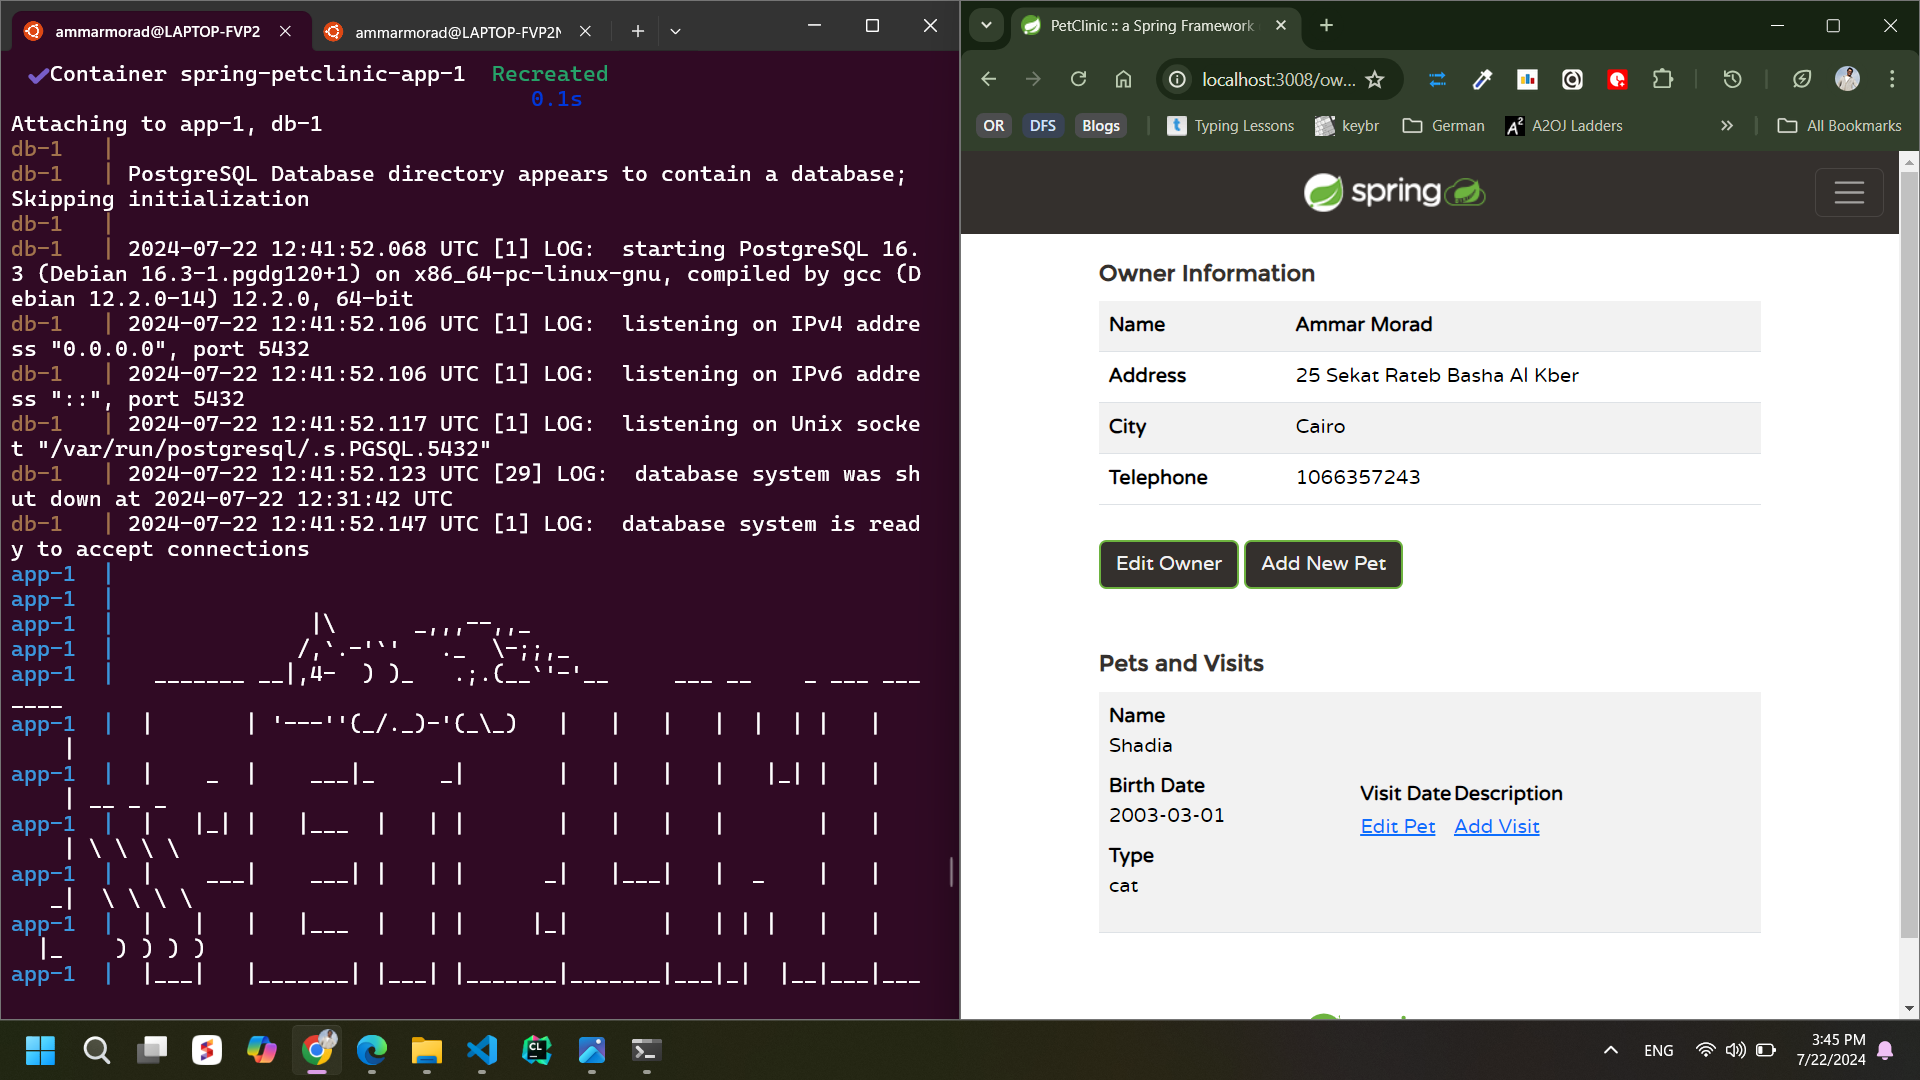 ammarmorad@LAPTOP-FVP2
ammarmorad@LAPTOP-FVP2N
✔Container spring-petclinic-app-1  Recreated
0.1s
Attaching to app-1, db-1
db-1   |
db-1   | PostgreSQL Database directory appears to contain a database;
Skipping initialization
db-1   |
db-1   | 2024-07-22 12:41:52.068 UTC [1] LOG:  starting PostgreSQL 16.
3 (Debian 16.3-1.pgdg120+1) on x86_64-pc-linux-gnu, compiled by gcc (D
ebian 12.2.0-14) 12.2.0, 64-bit
db-1   | 2024-07-22 12:41:52.106 UTC [1] LOG:  listening on IPv4 addre
ss "0.0.0.0", port 5432
db-1   | 2024-07-22 12:41:52.106 UTC [1] LOG:  listening on IPv6 addre
ss "::", port 5432
db-1   | 2024-07-22 12:41:52.117 UTC [1] LOG:  listening on Unix socke
t "/var/run/postgresql/.s.PGSQL.5432"
db-1   | 2024-07-22 12:41:52.123 UTC [29] LOG:  database system was sh
ut down at 2024-07-22 12:31:42 UTC
db-1   | 2024-07-22 12:41:52.147 UTC [1] LOG:  database system is read
y to accept connections
app-1  |
app-1  |
app-1  |
app-1  |
app-1  |
app-1  |
app-1  |
app-1  |
app-1  |
app-1  |
app-1  |
PetClinic :: a Spring Framework
localhost:3008/ow...
OR
DFS
Blogs
Typing Lessons
keybr
German
A2OJ Ladders
All Bookmarks
spring
Owner Information
Name Ammar Morad
Address 25 Sekat Rateb Basha Al Kber
City Cairo
Telephone 1066357243
Edit Owner
Add New Pet
Pets and Visits
Name
Shadia
Birth Date
2003-03-01
Type
cat
Visit Date Description
Edit Pet Add Visit
ENG
3:45 PM
7/22/2024